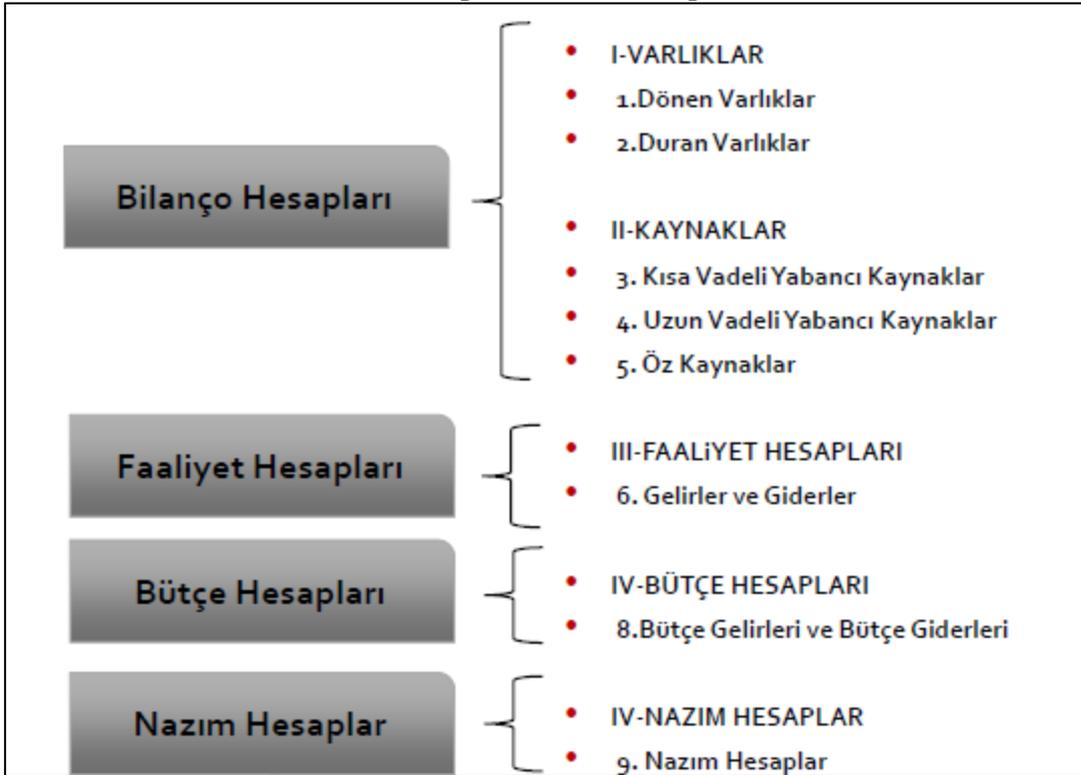 Bilanço Hesapları
I-VARLIKLAR
1.Dönen Varlıklar
2.Duran Varlıklar
II-KAYNAKLAR
3. Kısa Vadeli Yabancı Kaynaklar
4. Uzun Vadeli Yabancı Kaynaklar
5. Öz Kaynaklar
Faaliyet Hesapları
III-FAALiYET HESAPLARI
6. Gelirler ve Giderler
Bütçe Hesapları
IV-BÜTÇE HESAPLARI
8.Bütçe Gelirleri ve Bütçe Giderleri
Nazım Hesaplar
IV-NAZIM HESAPLAR
9. Nazım Hesaplar